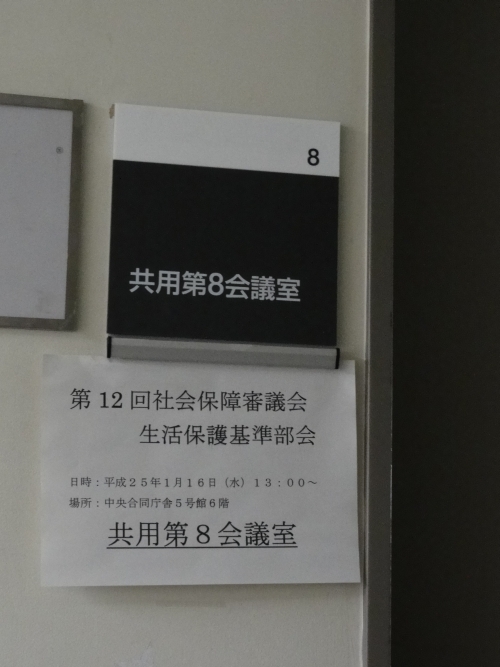 8
共用第8会議室
第12回社会保障審議会
生活保護基準部会
日時：平成２５年１月１６日（水）１３：００～
場所：中央合同庁舎５号館６階
共用第８会議室